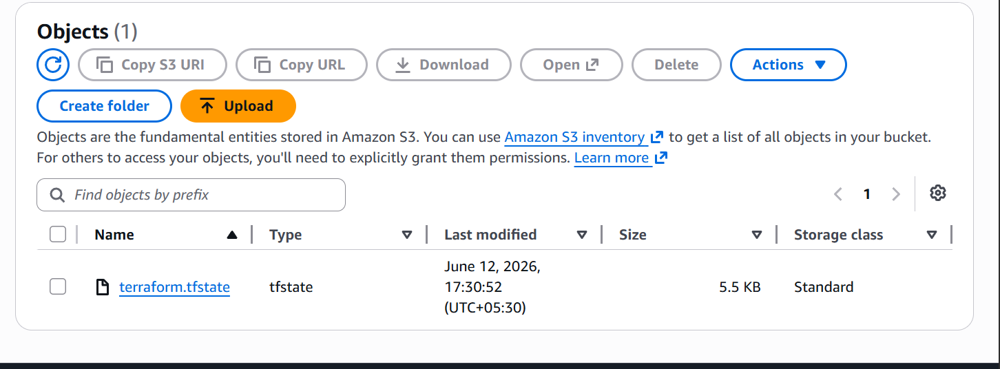 Objects (1)
Copy S3 URI Copy URL Download Open Delete Actions
Create folder Upload
Objects are the fundamental entities stored in Amazon S3. You can use Amazon S3 inventory to get a list of all objects in your bucket.
For others to access your objects, you'll need to explicitly grant them permissions. Learn more
Find objects by prefix 1
Name Type Last modified Size Storage class
June 12, 2026,
terraform.tfstate tfstate 17:30:52 5.5 KB Standard
(UTC+05:30)